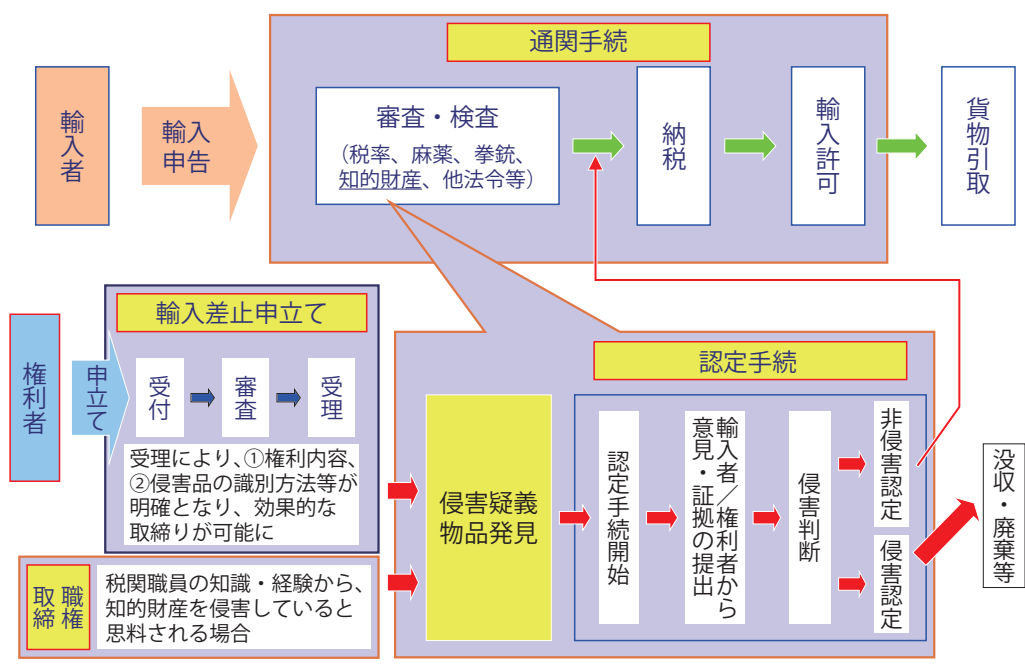 通関手続
輸入者
輸入
申告
審査・検査
（税率、麻薬、拳銃、
知的財産、他法令等）
納税
輸入許可
貨物引取
輸入差止申立て
権利者
申立て
受付
審査
受理
受理により、①権利内容、
②侵害品の識別方法等が
明確となり、効果的な
取締りが可能に
職権
取締
税関職員の知識・経験から、
知的財産を侵害していると
思料される場合
認定手続
侵害疑義
物品発見
認定手続開始
輸入者／権利者から
意見・証拠の提出
侵害判断
非侵害認定
侵害認定
没収・廃棄等